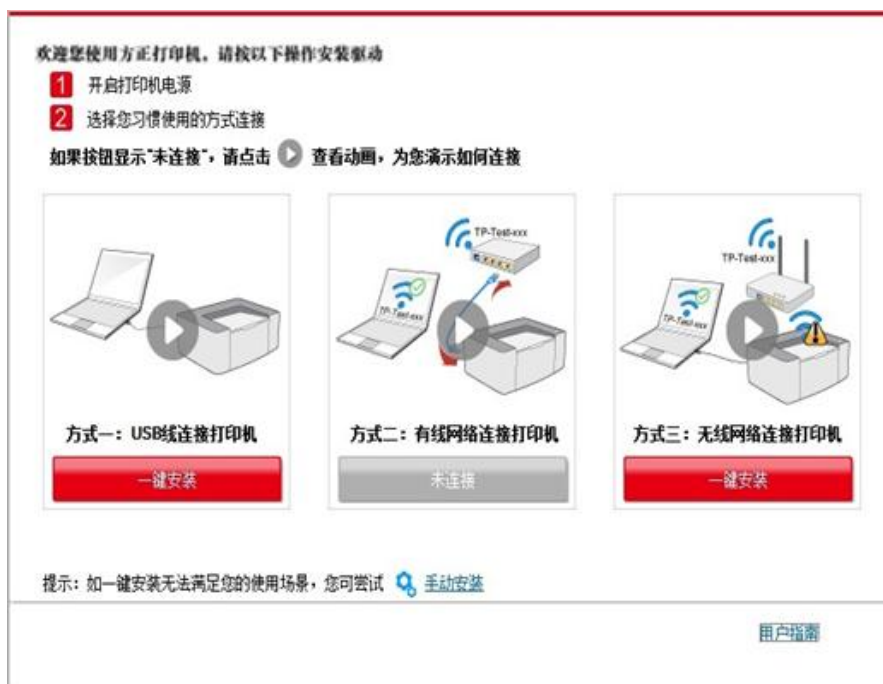 欢迎您使用方正打印机，请按以下操作安装驱动
1 开启打印机电源
2 选择您习惯使用的方式连接
如果按钮显示"未连接"，请点击 查看动画，为您演示如何连接
TP-Test-xxx
TP-Test-xxx
TP-Test-xxx
TP-Test-xxx
方式一：USB线连接打印机
方式二：有线网络连接打印机
方式三：无线网络连接打印机
一键安装
未连接
一键安装
提示：如一键安装无法满足您的使用场景，您可尝试 手动安装
用户指南